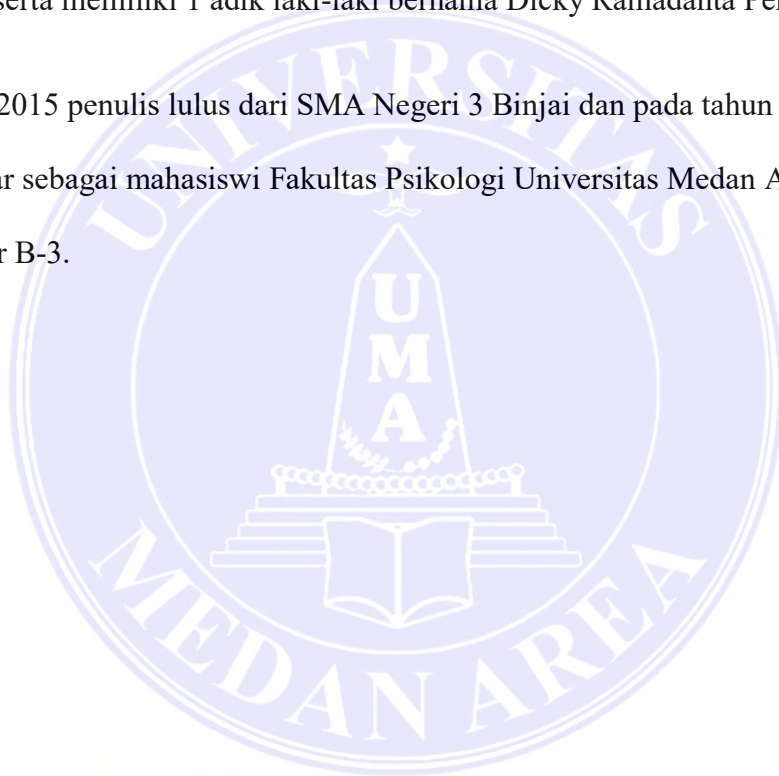 serta memiliki 1 adik laki-laki bernama Dicky Ramadanta
2015 penulis lulus dari SMA Negeri 3 Binjai dan pada tahun
sebagai mahasiswi Fakultas Psikologi Universitas Medan A
B-3.
UNIVERSITAS
U
M
A
MEDAN AREA